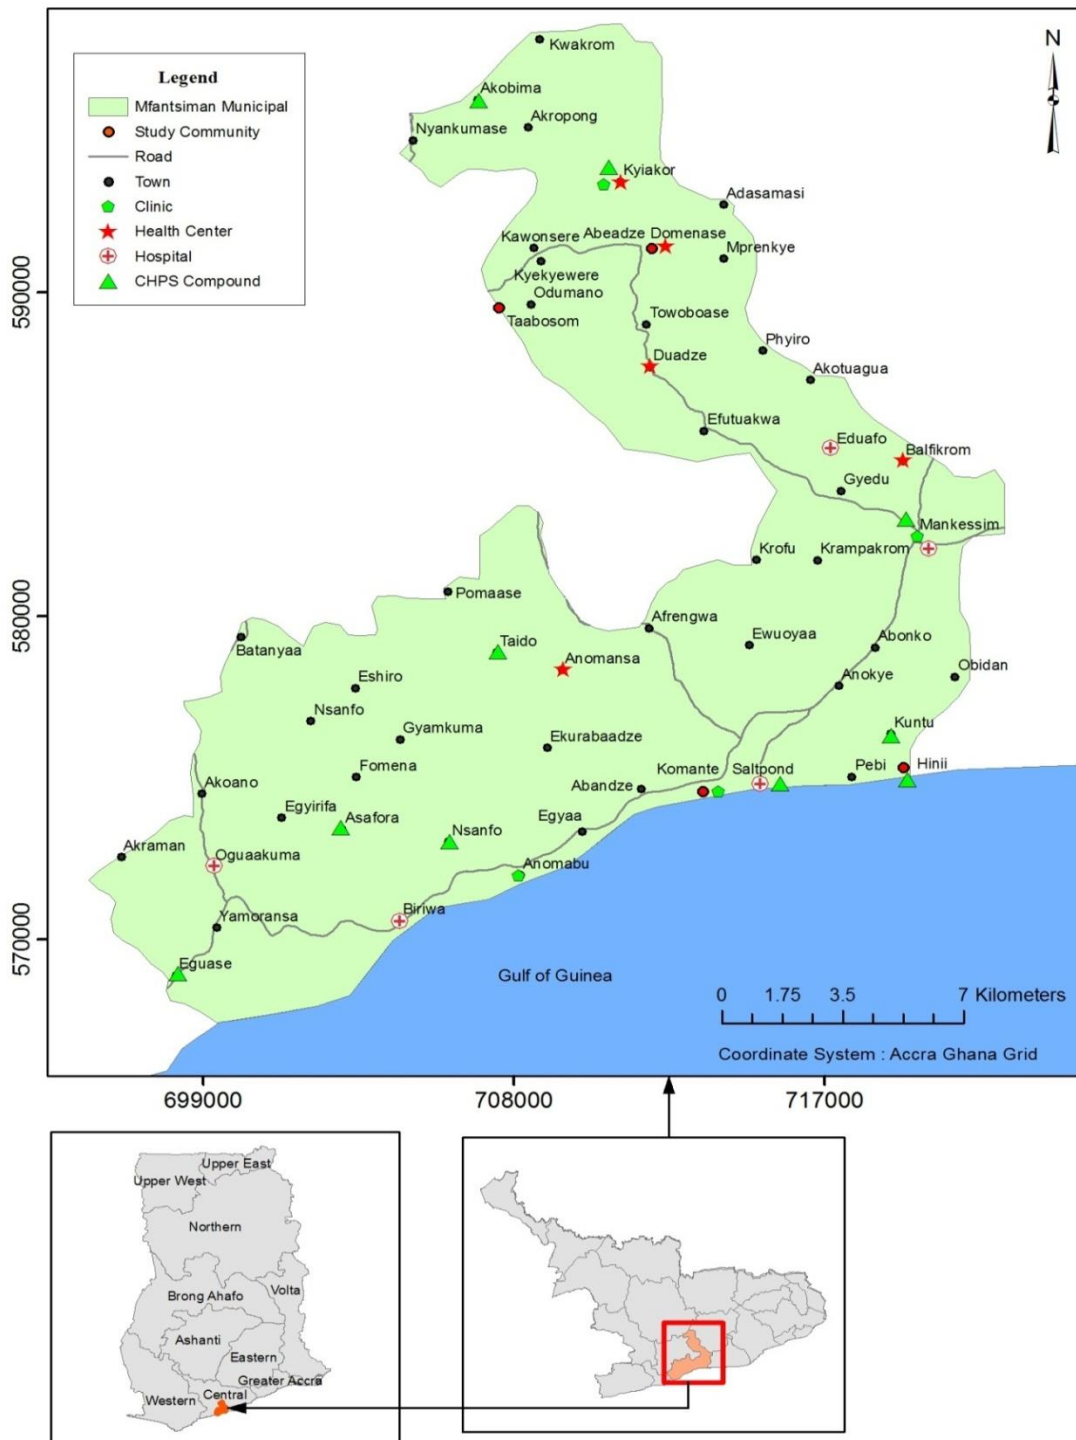 N
Legend
Mfantsiman Municipal
Study Community
Road
Town
Clinic
Health Center
Hospital
CHPS Compound
Kwakrom
Akobima
Akropong
Nyankumase
Kyiakor
Adasamasi
Abeadze Domenase
Kawonsere
Mprenkye
Kyekyewere
590000
Odumano
Taabosom
Towoboase
Phyiro
Duadze
Akotuagua
Efutuakwa
Eduafo
Balfikrom
Gyedu
Mankessim
Krofu
Krampakrom
Pomaase
580000
Afrengwa
Batanyaa
Taido
Ewuoyaa
Abonko
Anomansa
Obidan
Eshiro
Anokye
Nsanfo
Gyamkuma
Kuntu
Ekurabaadze
Fomena
Komante
Saltpond
Pebi
Hinii
Akoano
Abandze
Egyirifa
Asafora
Nsanfo
Egyaa
Akraman
Oguaakuma
Anomabu
Biriwa
Yamoransa
570000
Eguase
Gulf of Guinea
0 1.75 3.5 7 Kilometers
Coordinate System : Accra Ghana Grid
699000 708000 717000
Upper East
Upper West
Northern
Volta
Brong Ahafo
Ashanti
Eastern
Greater Accra
Central
Western